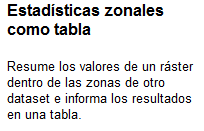 Estadísticas zonales
como tabla
Resume los valores de un ráster
dentro de las zonas de otro
dataset e informa los resultados
en una tabla.